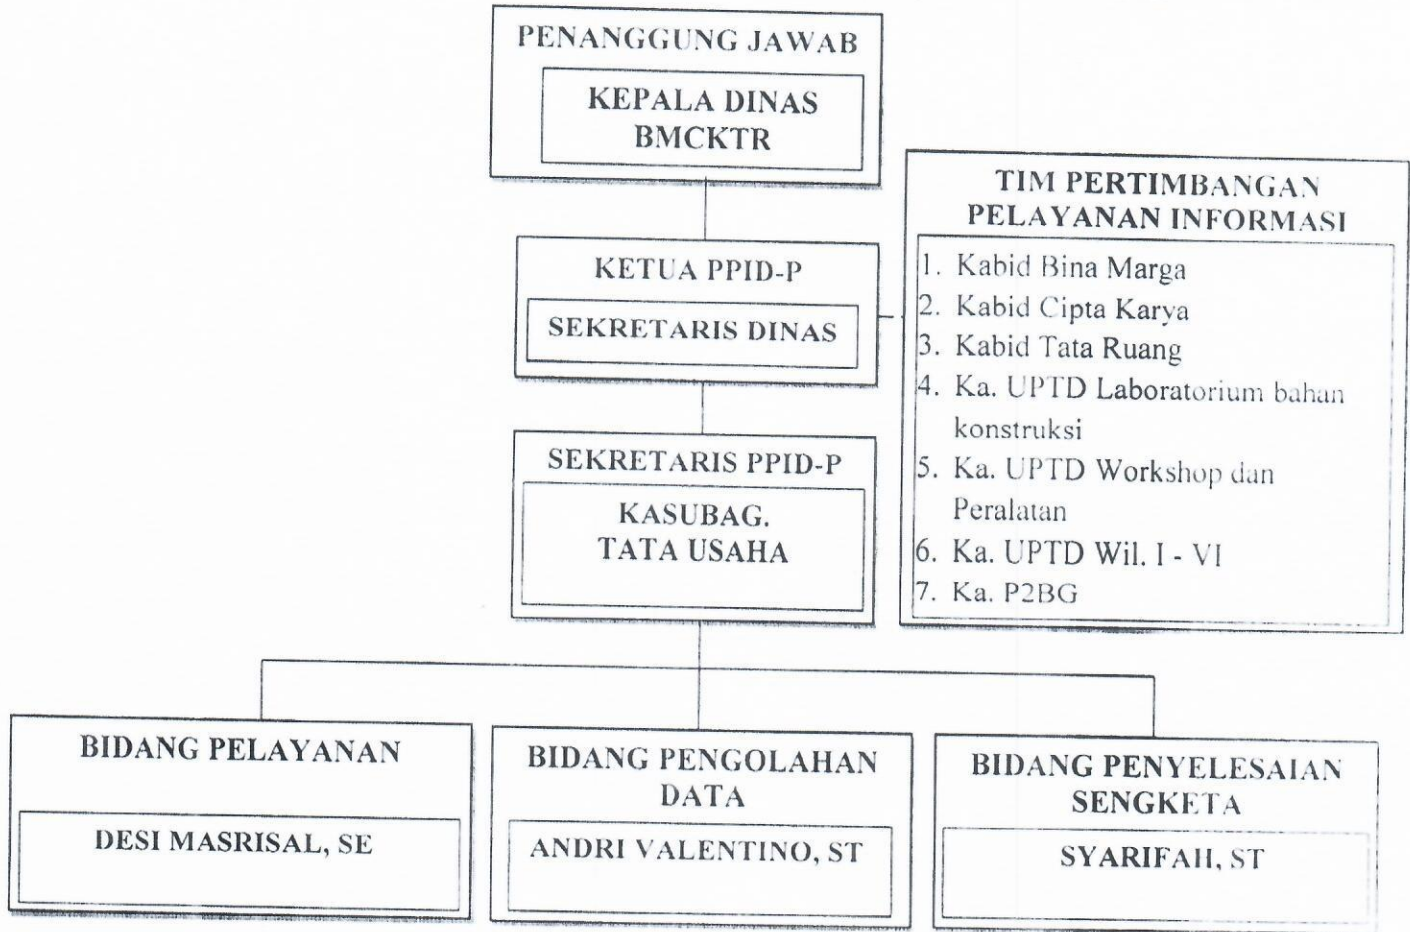 PENANGGUNG JAWAB
KEPALA DINAS
BMCKTR
TIM PERTIMBANGAN
PELAYANAN INFORMASI
1. Kabid Bina Marga
2. Kabid Cipta Karya
3. Kabid Tata Ruang
4. Ka. UPTD Laboratorium bahan
konstruksi
5. Ka. UPTD Workshop dan
Peralatan
6. Ka. UPTD Wil. I - VI
7. Ka. P2BG
KETUA PPID-P
SEKRETARIS DINAS
SEKRETARIS PPID-P
KASUBAG.
TATA USAHA
BIDANG PELAYANAN
DESI MASRISAL, SE
BIDANG PENGOLAHAN
DATA
ANDRI VALENTINO, ST
BIDANG PENYELESAIAN
SENGKETA
SYARIFAH, ST